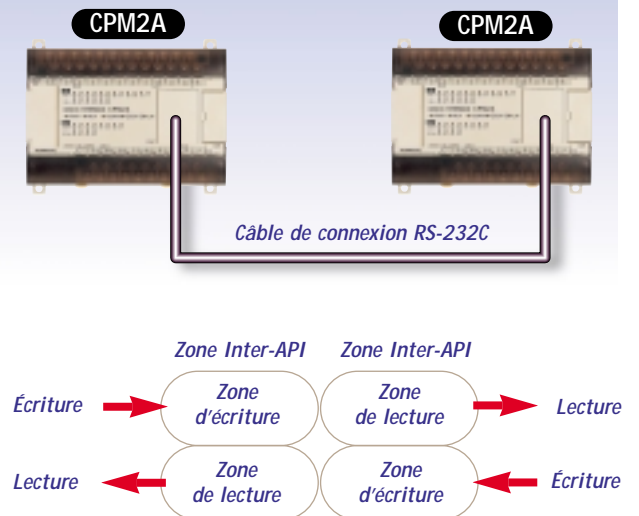 CPM2A CPM2A
Câble de connexion RS-232C
Zone Inter-API Zone Inter-API
Écriture Zone d'écriture Zone de lecture Lecture
Lecture Zone de lecture Zone d'écriture Écriture